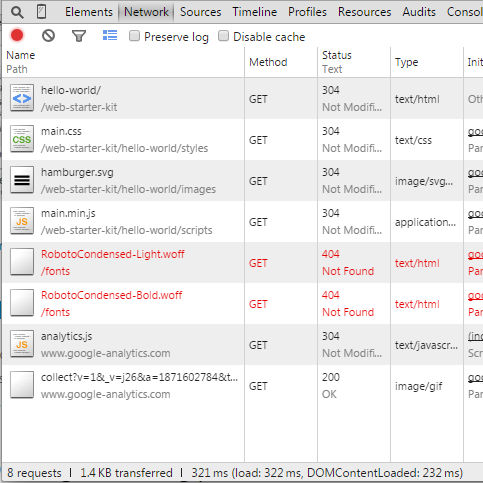 Elements Network Sources Timeline Profiles Resources Audits Conso
Preserve log Disable cache
Name Method Status Type Init
Path Text
hello-world/ GET 304 text/html Oth
/web-starter-kit Not Modifi...
main.css GET 304 text/css goo
/web-starter-kit/hello-world/styles Not Modifi... Par
hamburger.svg GET 304 image/svg... goo
/web-starter-kit/hello-world/images Not Modifi... Par
main.min.js GET 304 application... goo
/web-starter-kit/hello-world/scripts Not Modifi... Par
RobotoCondensed-Light.woff GET 404 text/html goo
/fonts Not Found Par
RobotoCondensed-Bold.woff GET 404 text/html goo
/fonts Not Found Par
analytics.js GET 304 text/javascr... (inc
www.google-analytics.com Not Modifi... Scr
collect?v=1&_v=j26&a=1871602784&t... GET 200 image/gif goo
www.google-analytics.com OK Par
8 requests | 1.4 KB transferred | 321 ms (load: 322 ms, DOMContentLoaded: 232 ms)